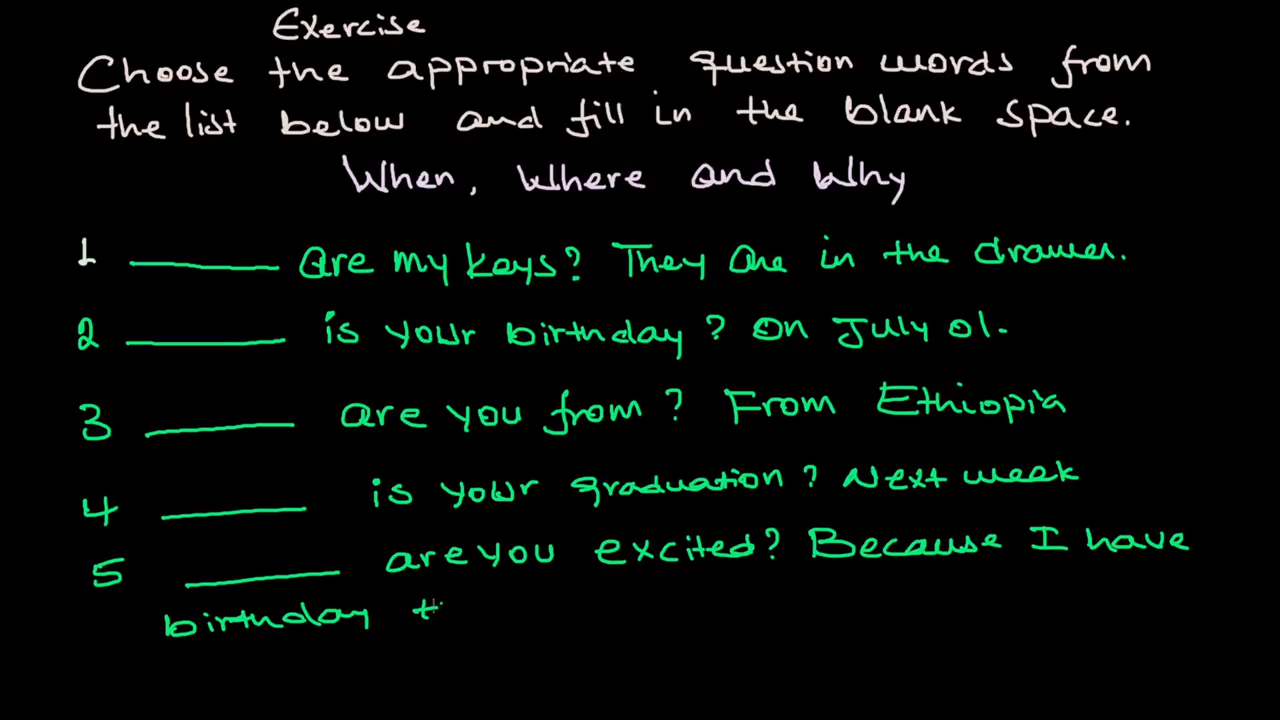 Exercise
Choose the appropriate question words from
the list below and fill in the blank space.
When, Where and Why
1 ______ are my keys? They are in the drawer.
2 ______ is your birthday? On July 01.
3 ______ are you from? From Ethiopia
4 ______ is your graduation? Next week
5 ______ are you excited? Because I have
birthday t